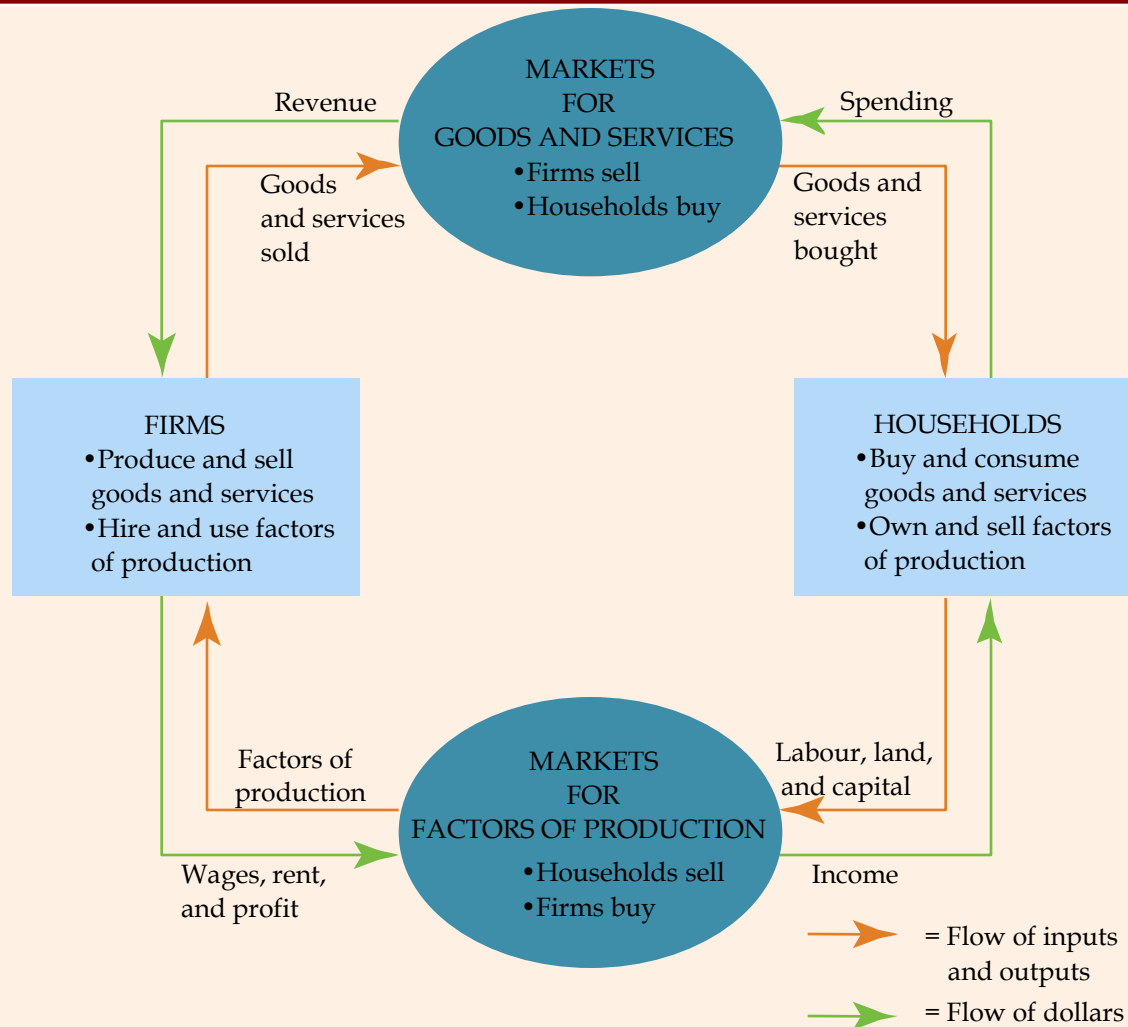 MARKETS
FOR
GOODS AND SERVICES
•Firms sell
•Households buy
Revenue
Spending
Goods
and services
sold
Goods and
services
bought
FIRMS
•Produce and sell
goods and services
•Hire and use factors
of production
HOUSEHOLDS
•Buy and consume
goods and services
•Own and sell factors
of production
Factors of
production
MARKETS
FOR
FACTORS OF PRODUCTION
•Households sell
•Firms buy
Labour, land,
and capital
Wages, rent,
and profit
Income
= Flow of inputs
and outputs
= Flow of dollars